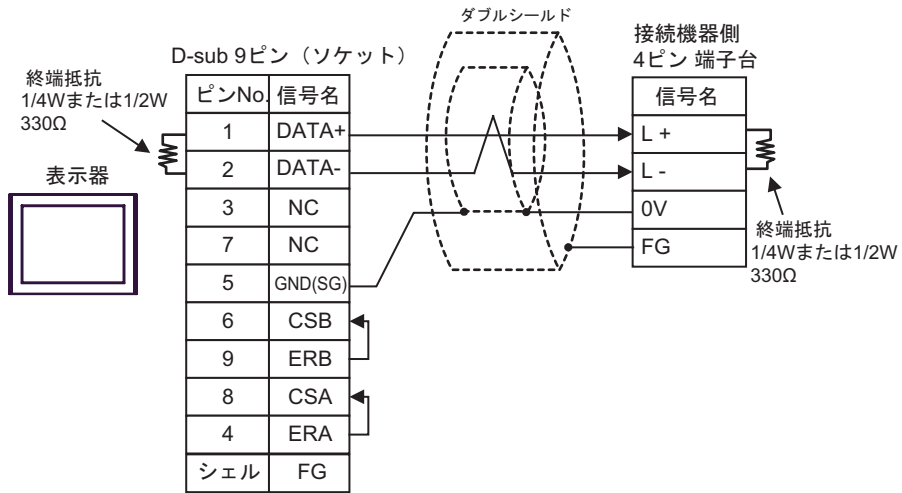 ダブルシールド
D-sub 9ピン（ソケット）
接続機器側
4ピン 端子台
終端抵抗
1/4Wまたは1/2W
330Ω
表示器
ピンNo. 信号名
1 DATA+
2 DATA-
3 NC
7 NC
5 GND(SG)
6 CSB
9 ERB
8 CSA
4 ERA
シェル FG
信号名
L +
L -
0V
FG
終端抵抗
1/4Wまたは1/2W
330Ω